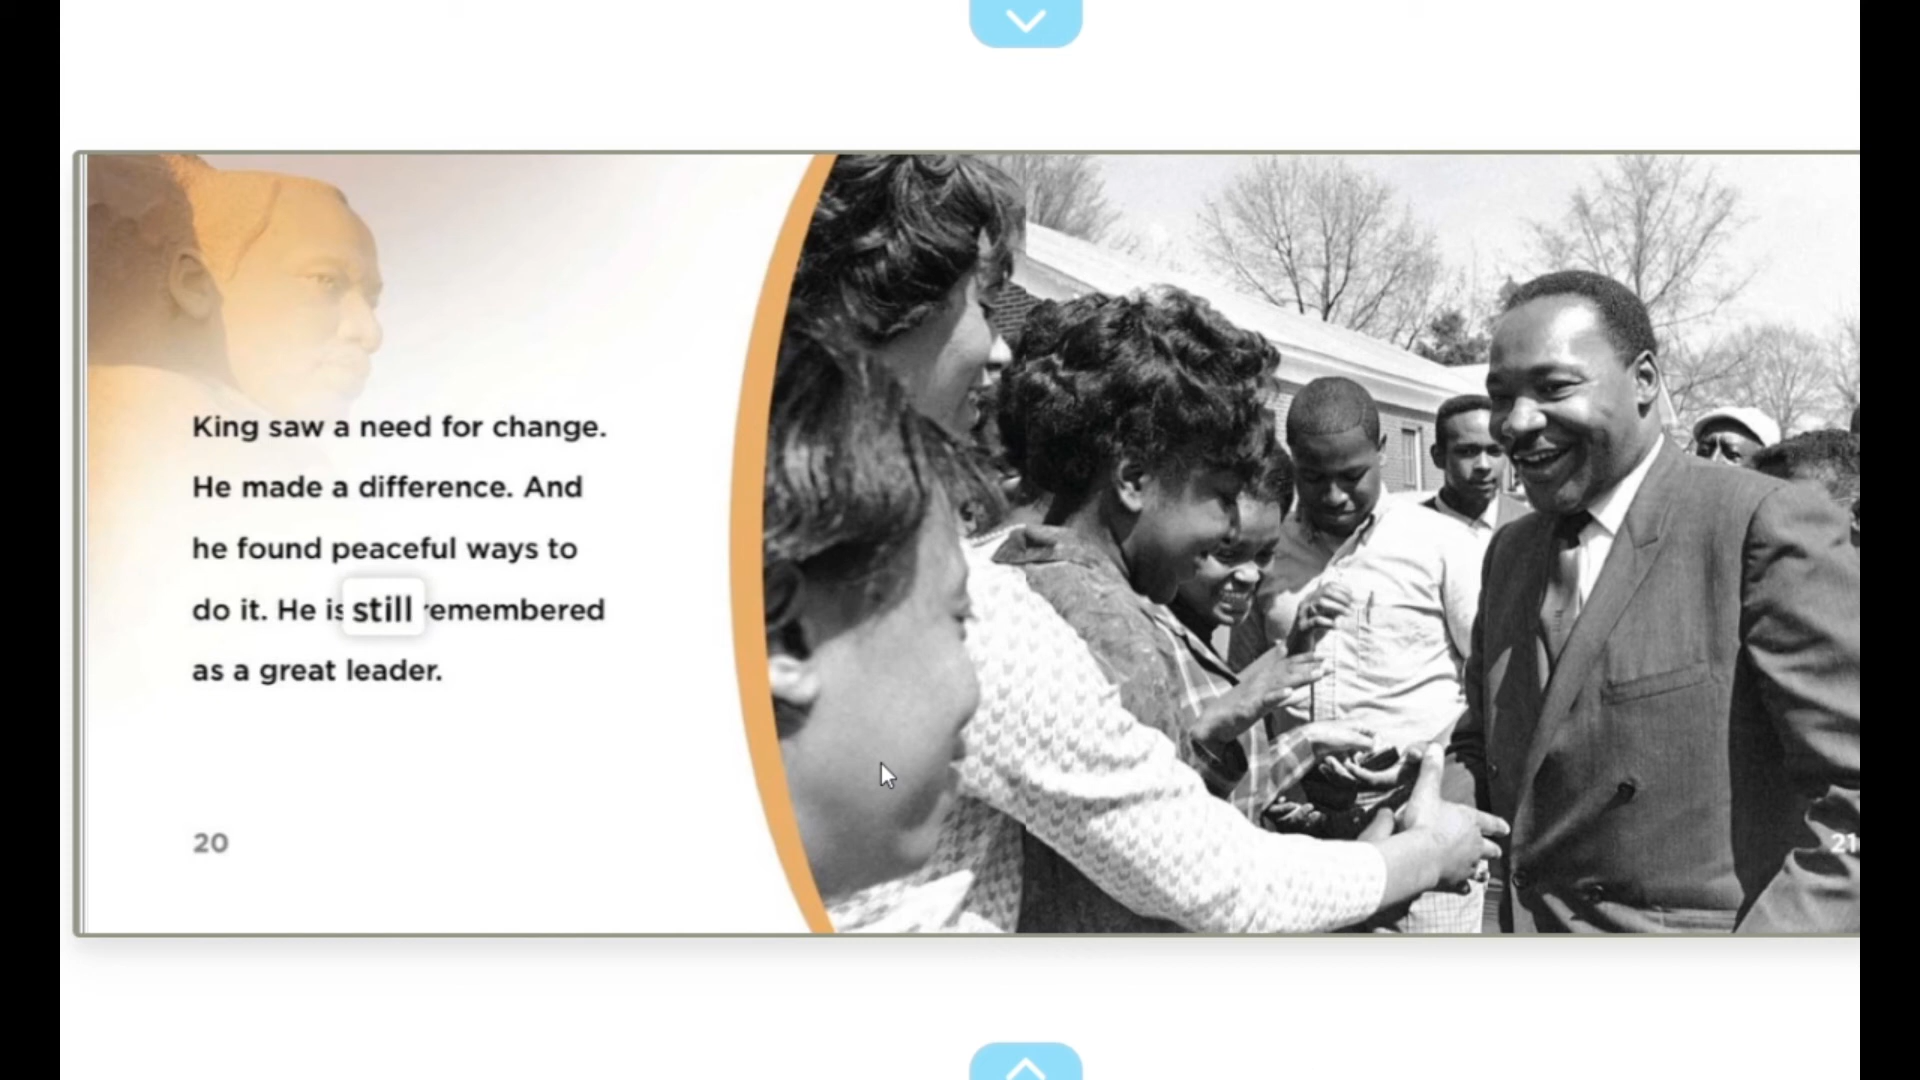 King saw a need for change.
He made a difference. And
he found peaceful ways to
do it. He is still remembered
as a great leader.
20
21